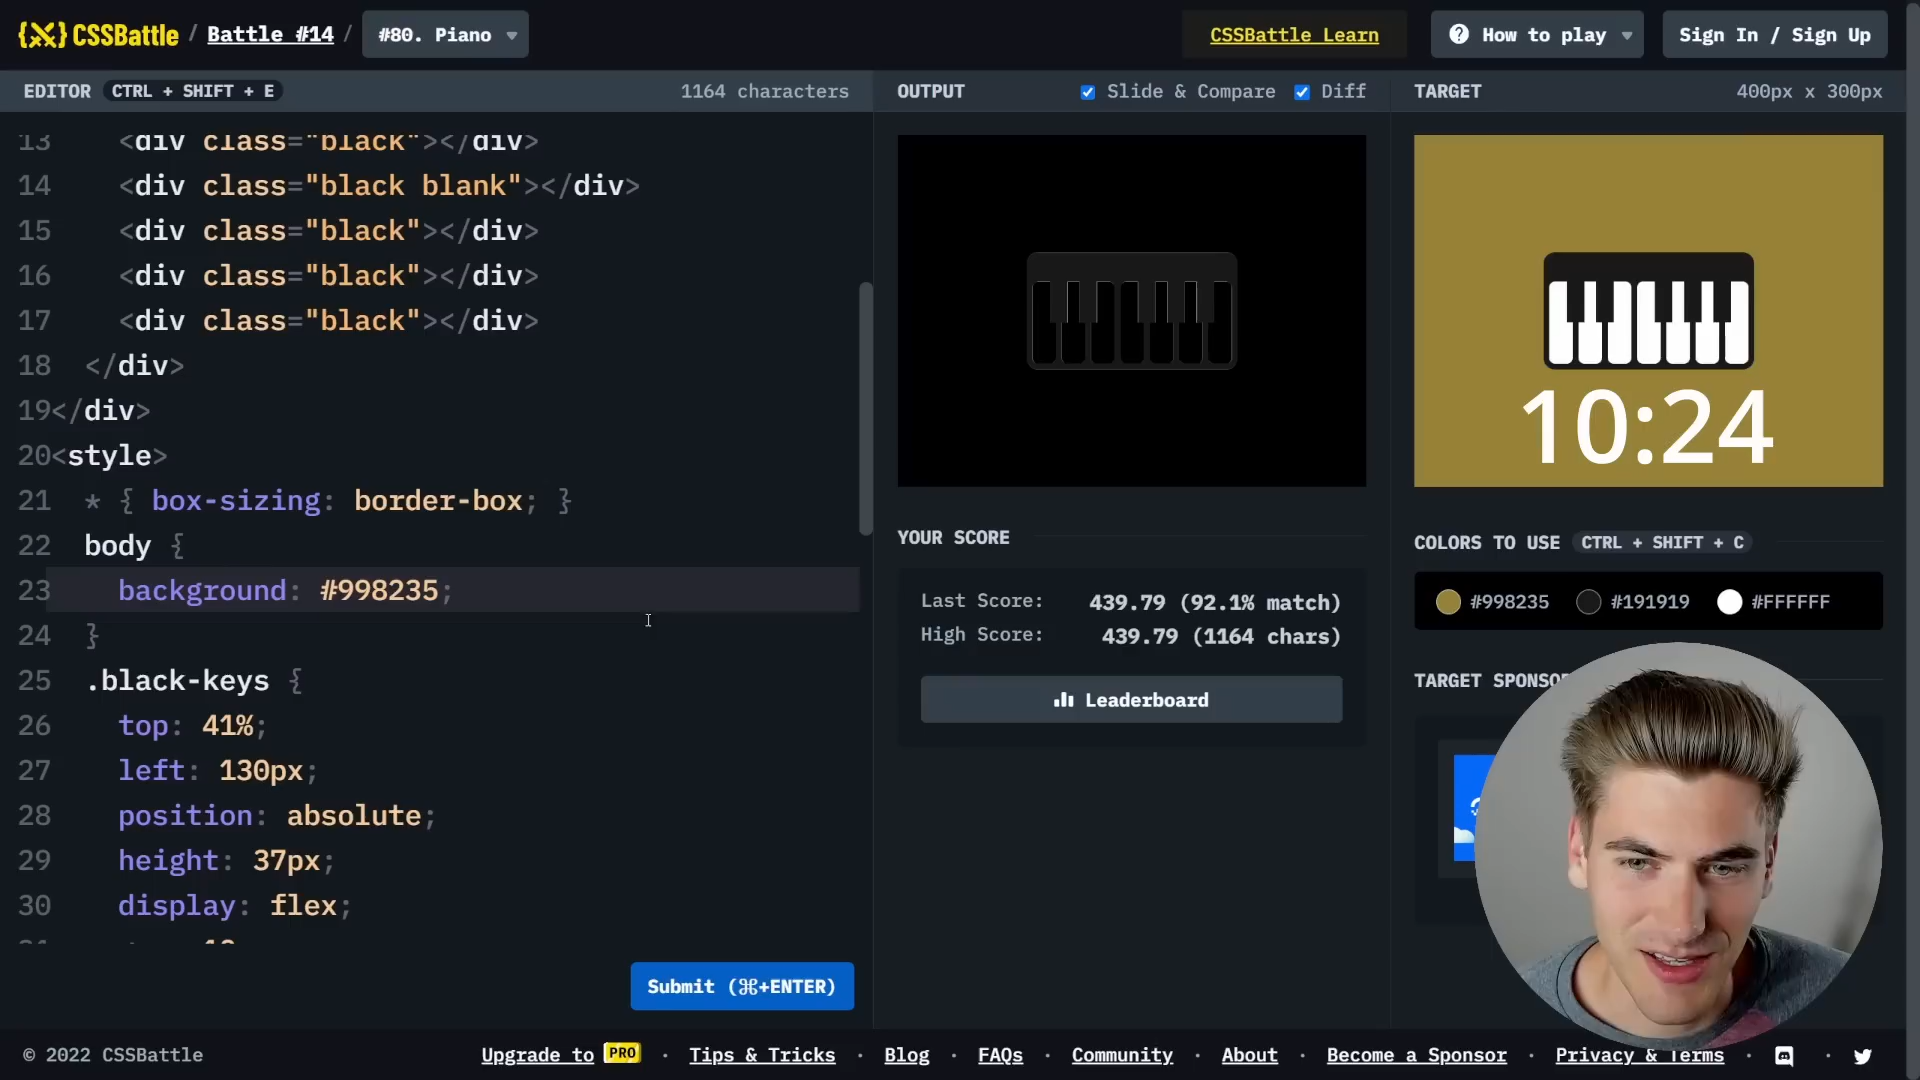 CSSBattle / Battle #14 / #80. Piano
CSSBattle Learn
How to play
Sign In / Sign Up
EDITOR CTRL + SHIFT + E
1164 characters
13 <div class="black"></div>
14 <div class="black blank"></div>
15 <div class="black"></div>
16 <div class="black"></div>
17 <div class="black"></div>
18 </div>
19 </div>
20 <style>
21 * { box-sizing: border-box; }
22 body {
23 background: #998235;
24 }
25 .black-keys {
26 top: 41%;
27 left: 130px;
28 position: absolute;
29 height: 37px;
30 display: flex;
Submit (⌘+ENTER)
OUTPUT
Slide & Compare
Diff
YOUR SCORE
Last Score: 439.79 (92.1% match)
High Score: 439.79 (1164 chars)
Leaderboard
TARGET
400px x 300px
10:24
COLORS TO USE CTRL + SHIFT + C
#998235 #191919 #FFFFFF
TARGET
© 2022 CSSBattle
Upgrade to PRO · Tips & Tricks · Blog · FAQs · Community · About · Become a Sponsor · Privacy & Terms